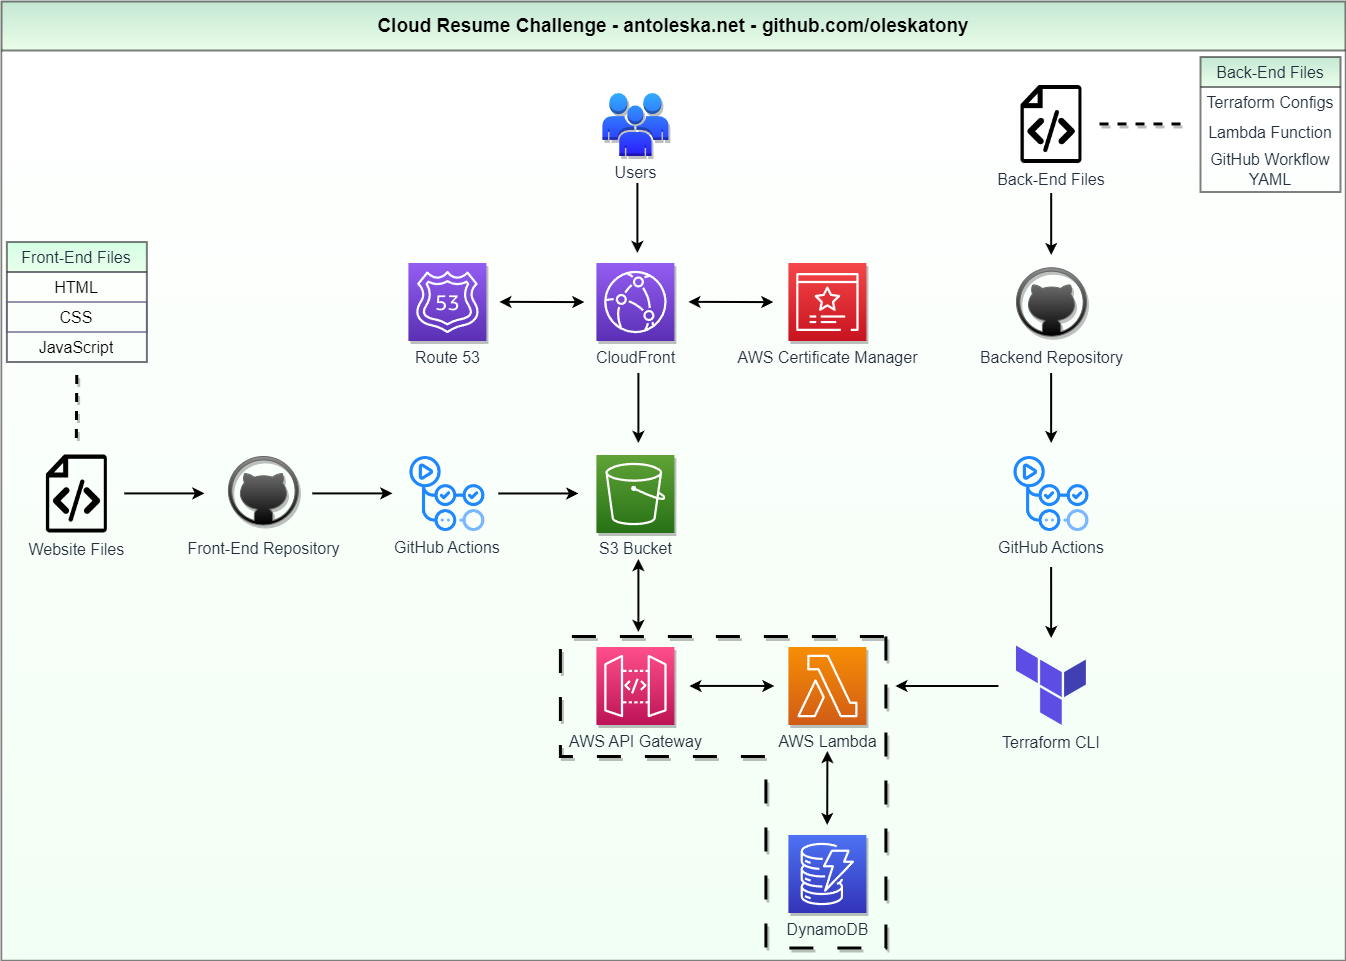 Cloud Resume Challenge - antoleska.net - github.com/oleskatony
Back-End Files
Terraform Configs
Lambda Function
GitHub Workflow
YAML
Users
Back-End Files
Front-End Files
HTML
CSS
JavaScript
53
Route 53
CloudFront
AWS Certificate Manager
Backend Repository
Website Files
Front-End Repository
GitHub Actions
S3 Bucket
GitHub Actions
AWS API Gateway
AWS Lambda
Terraform CLI
DynamoDB